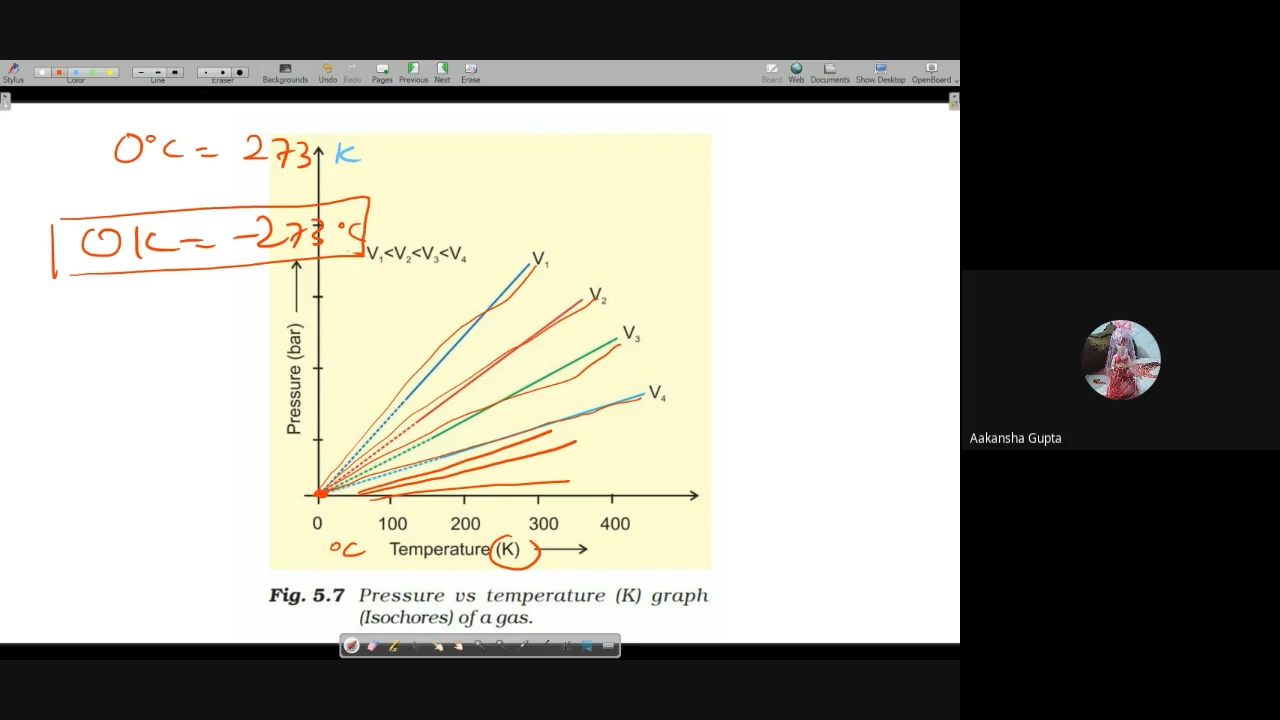 Stylus Color Line Eraser Backgrounds Undo Redo Pages Previous Next Erase Board Web Documents Show Desktop OpenBoard
0°C = 273 K
0 K = -273 °C
V1<V2<V3<V4
V1
V2
V3
V4
Pressure (bar)
0 100 200 300 400
°C Temperature (K)
Aakansha Gupta
Fig. 5.7 Pressure vs temperature (K) graph
(Isochores) of a gas.